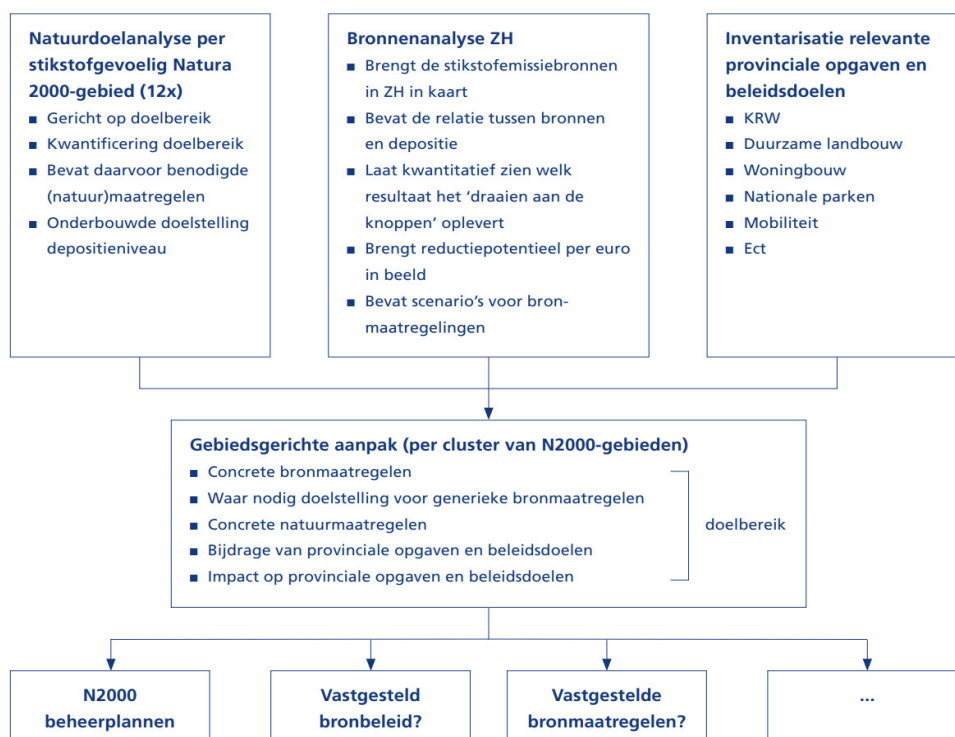 Natuurdoelanalyse per
stikstofgevoelig Natura
2000-gebied (12x)
■ Gericht op doelbereik
■ Kwantificering doelbereik
■ Bevat daarvoor benodigde
(natuur)maatregelen
■ Onderbouwde doelstelling
depositieniveau
Bronnenanalyse ZH
■ Brengt de stikstofemissiebronnen
in ZH in kaart
■ Bevat de relatie tussen bronnen
en depositie
■ Laat kwantitatief zien welk
resultaat het ‘draaien aan de
knoppen’ oplevert
■ Brengt reductiepotentieel per euro
in beeld
■ Bevat scenario’s voor bron-
maatregelingen
Inventarisatie relevante
provinciale opgaven en
beleidsdoelen
■ KRW
■ Duurzame landbouw
■ Woningbouw
■ Nationale parken
■ Mobiliteit
■ Ect
Gebiedsgerichte aanpak (per cluster van N2000-gebieden)
■ Concrete bronmaatregelen
■ Waar nodig doelstelling voor generieke bronmaatregelen
■ Concrete natuurmaatregelen
■ Bijdrage van provinciale opgaven en beleidsdoelen
■ Impact op provinciale opgaven en beleidsdoelen
doelbereik
N2000
beheerplannen
Vastgesteld
bronbeleid?
Vastgestelde
bronmaatregelen?
...